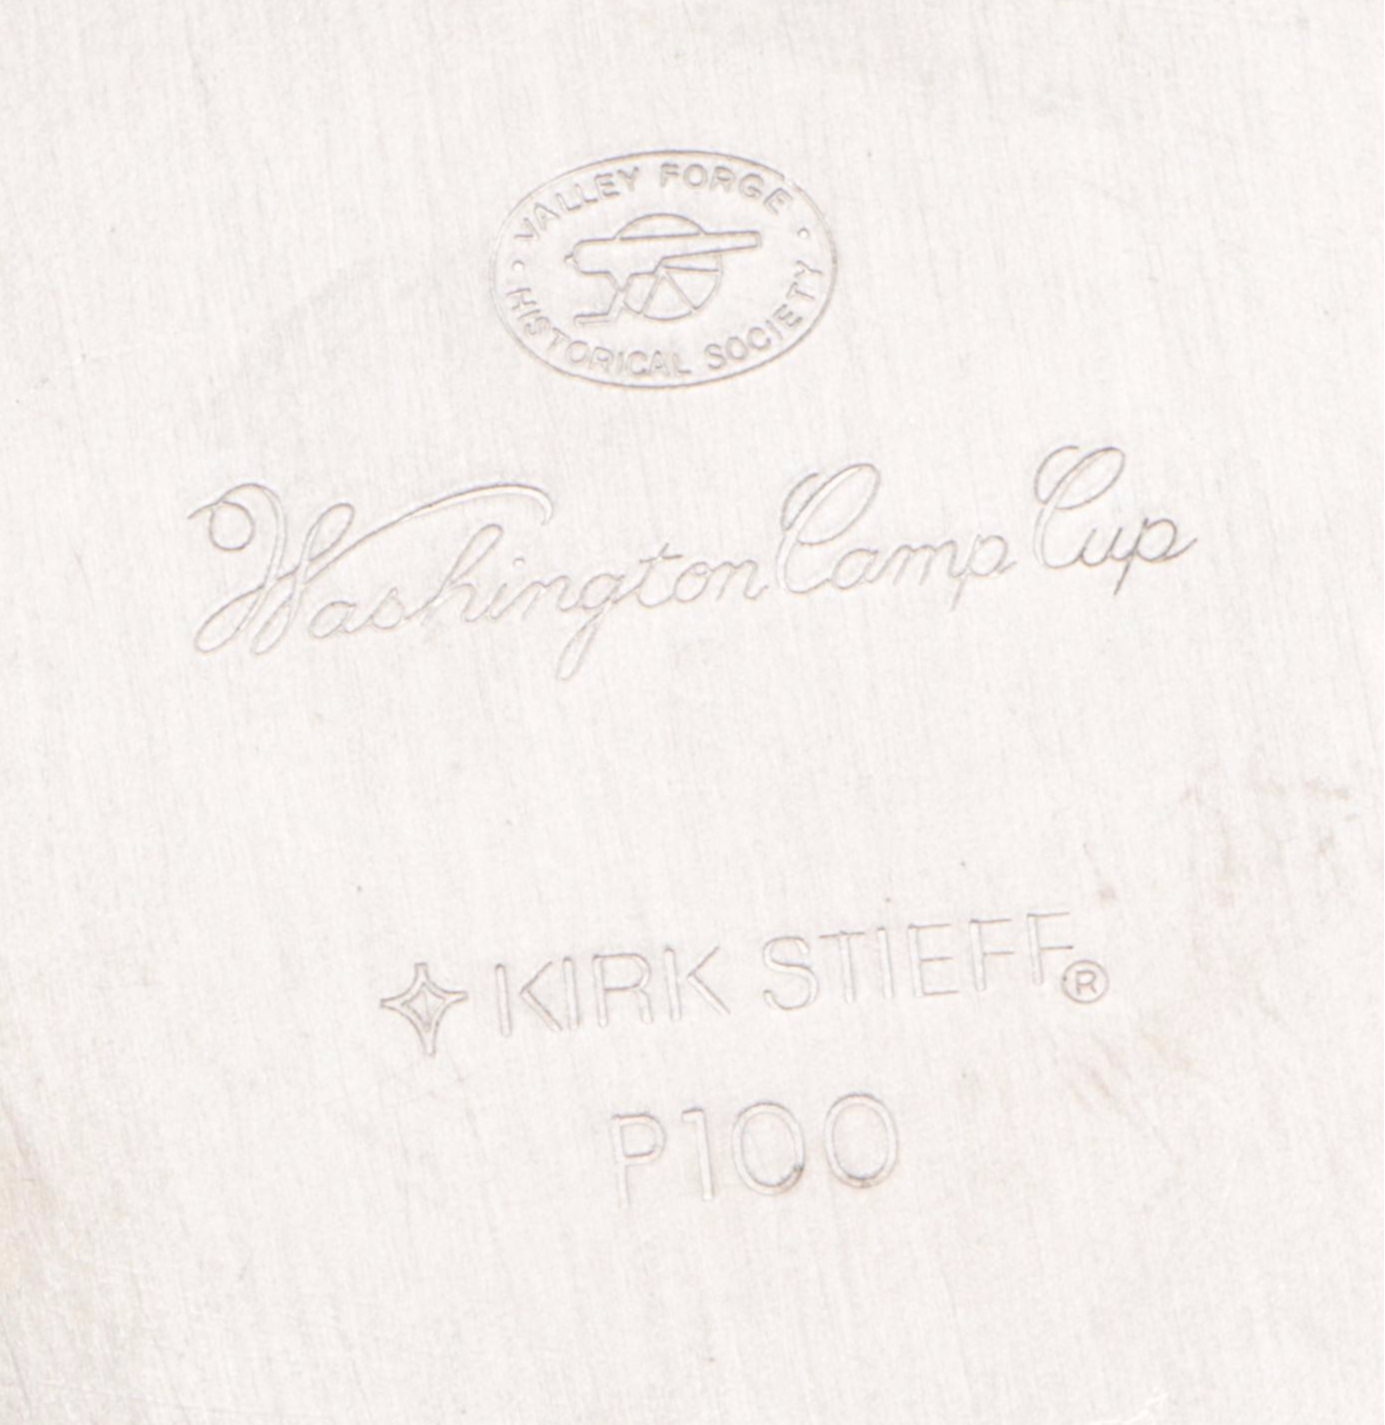 VALLEY FORGE
HISTORICAL SOCIETY
Washington Camp Cup
KIRK STIEFF®
P100